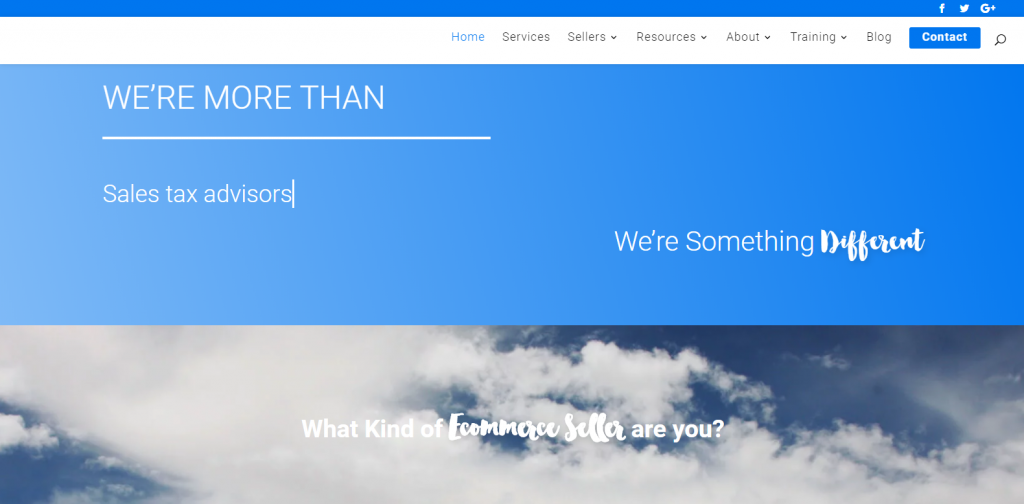 Home Services Sellers Resources About Training Blog Contact
WE’RE MORE THAN
Sales tax advisors
We’re Something Different
What Kind of Ecommerce Seller are you?